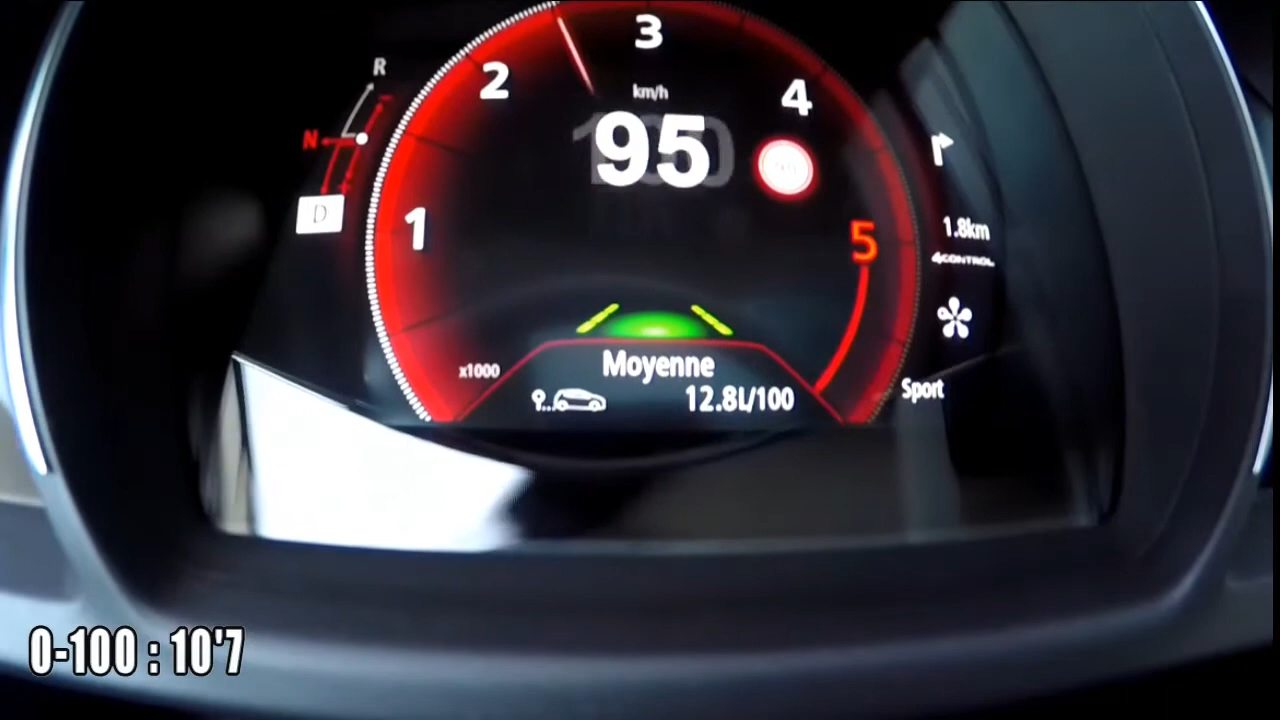 3
R
2
km/h
4
95
N
D
1
5
1.8km
4CONTROL
x1000
Moyenne
12.8L/100
Sport
0-100 : 10'7